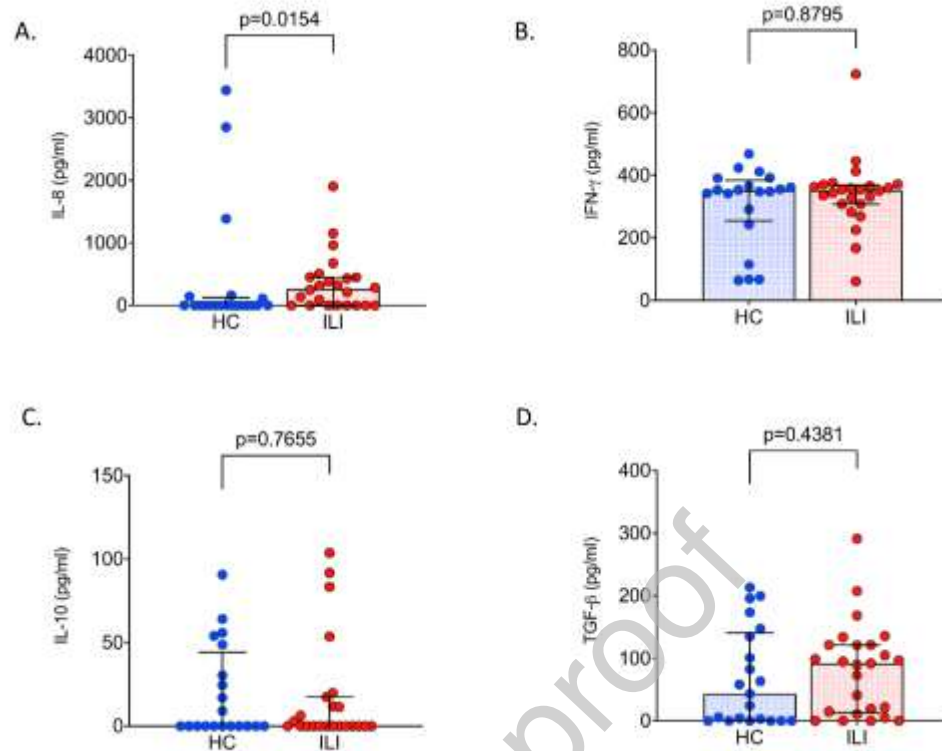 A.
p=0.0154
IL-8 (pg/ml)
4000
3000
2000
1000
0
HC
ILI
B.
p=0.8795
IFN-γ (pg/ml)
800
600
400
200
0
HC
ILI
C.
p=0.7655
IL-10 (pg/ml)
150
100
50
0
HC
ILI
D.
p=0.4381
TGF-β (pg/ml)
400
300
200
100
0
HC
ILI
proof